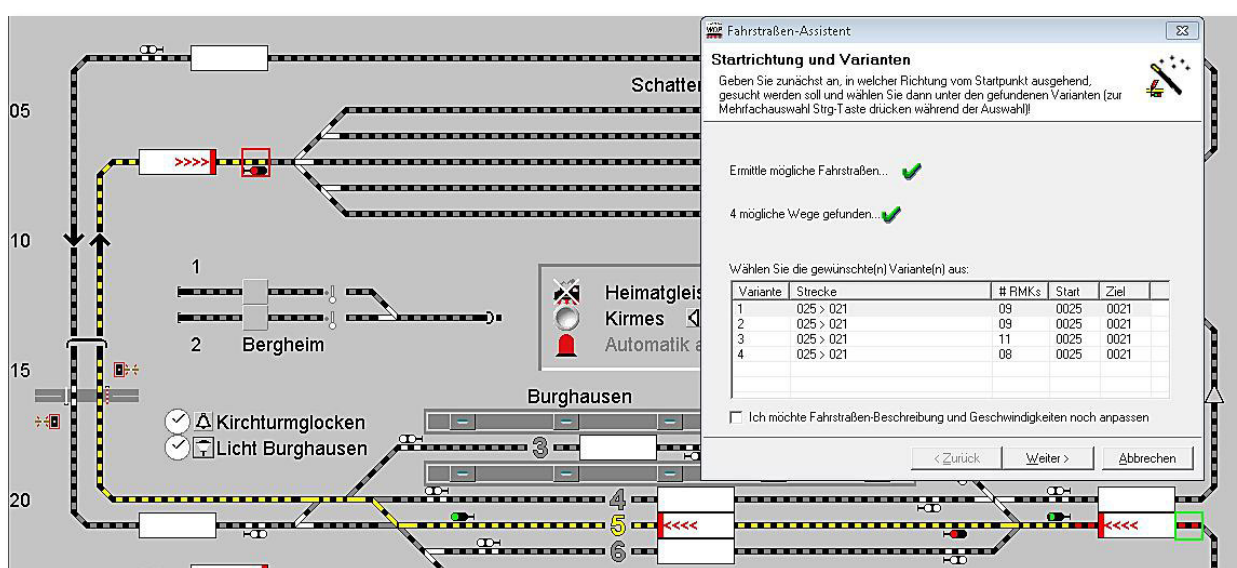 Fahrstraßen-Assistent
Startrichtung und Varianten
Geben Sie zunächst an, in welcher Richtung vom Startpunkt ausgehend,
gesucht werden soll und wählen Sie dann unter den gefundenen Varianten (zur
Mehrfachauswahl Strg-Taste drücken während der Auswahl)!
Ermittle mögliche Fahrstraßen...
4 mögliche Wege gefunden...
Wählen Sie die gewünschte(n) Variante(n) aus:
Variante Strecke # RMKs Start Ziel
1 025 > 021 09 0025 0021
2 025 > 021 09 0025 0021
3 025 > 021 11 0025 0021
4 025 > 021 08 0025 0021
Ich möchte Fahrstraßen-Beschreibung und Geschwindigkeiten noch anpassen
< Zurück Weiter > Abbrechen
Schatte
05
>>>>
10
1
Heimatgleis
Kirmes
2 Bergheim
Automatik a
15
Burghausen
Kirchturmglocken
Licht Burghausen
3
20
4
5
<<<<
<<<<
6